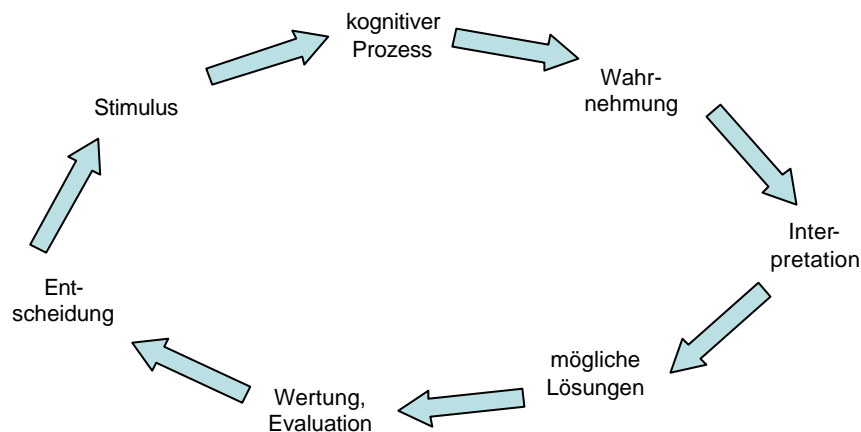 kognitiver
Prozess
Wahr-
nehmung
Stimulus
Inter-
pretation
Ent-
scheidung
mögliche
Lösungen
Wertung,
Evaluation